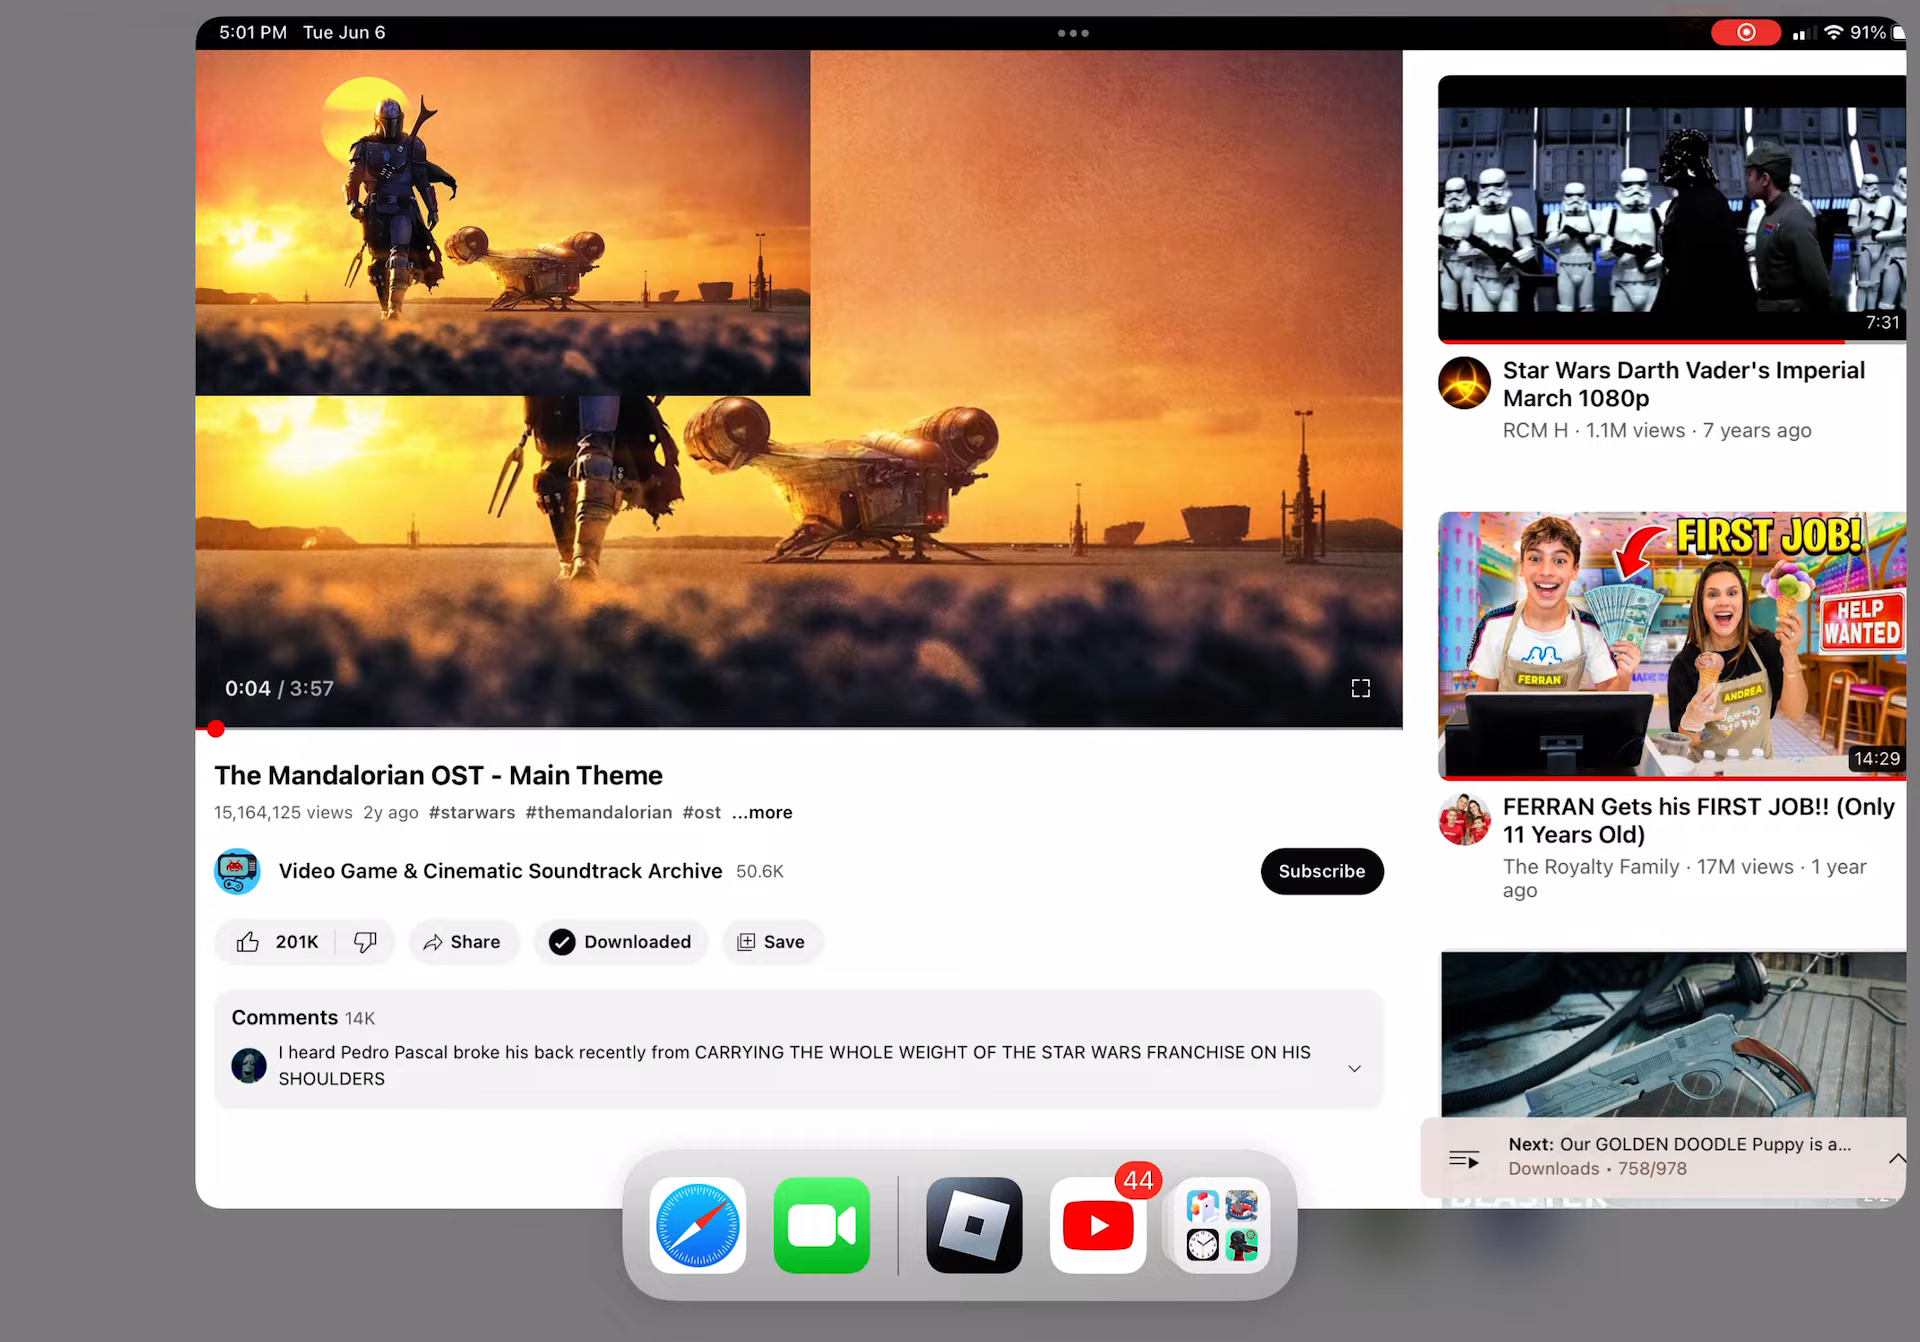 5:01 PM Tue Jun 6
91%
0:04 / 3:57
The Mandalorian OST - Main Theme
15,164,125 views 2y ago #starwars #themandalorian #ost ...more
Video Game & Cinematic Soundtrack Archive 50.6K
Subscribe
201K
Share
Downloaded
Save
Comments 14K
I heard Pedro Pascal broke his back recently from CARRYING THE WHOLE WEIGHT OF THE STAR WARS FRANCHISE ON HIS
SHOULDERS
7:31
Star Wars Darth Vader's Imperial
March 1080p
RCM H · 1.1M views · 7 years ago
FIRST JOB!
HELP
WANTED
FERRAN
ANDREA
14:29
FERRAN Gets his FIRST JOB!! (Only
11 Years Old)
The Royalty Family · 17M views · 1 year
ago
Next: Our GOLDEN DOODLE Puppy is a...
Downloads • 758/978
BLASTER
44